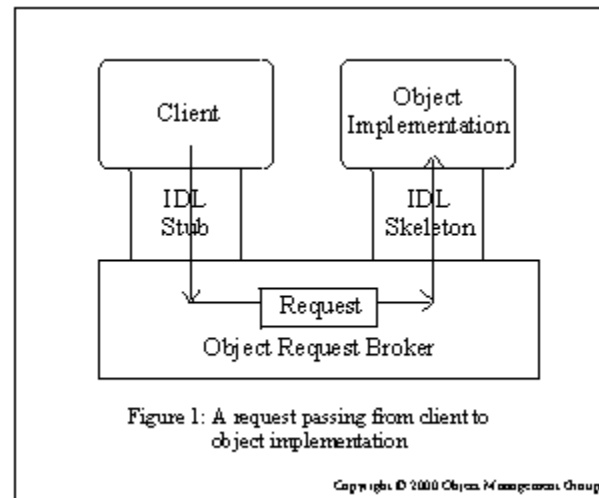 Client
Object
Implementation
IDL
Stub
IDL
Skeleton
Request
Object Request Broker
Figure 1: A request passing from client to
object implementation
Copyright © 2000 Object Management Group